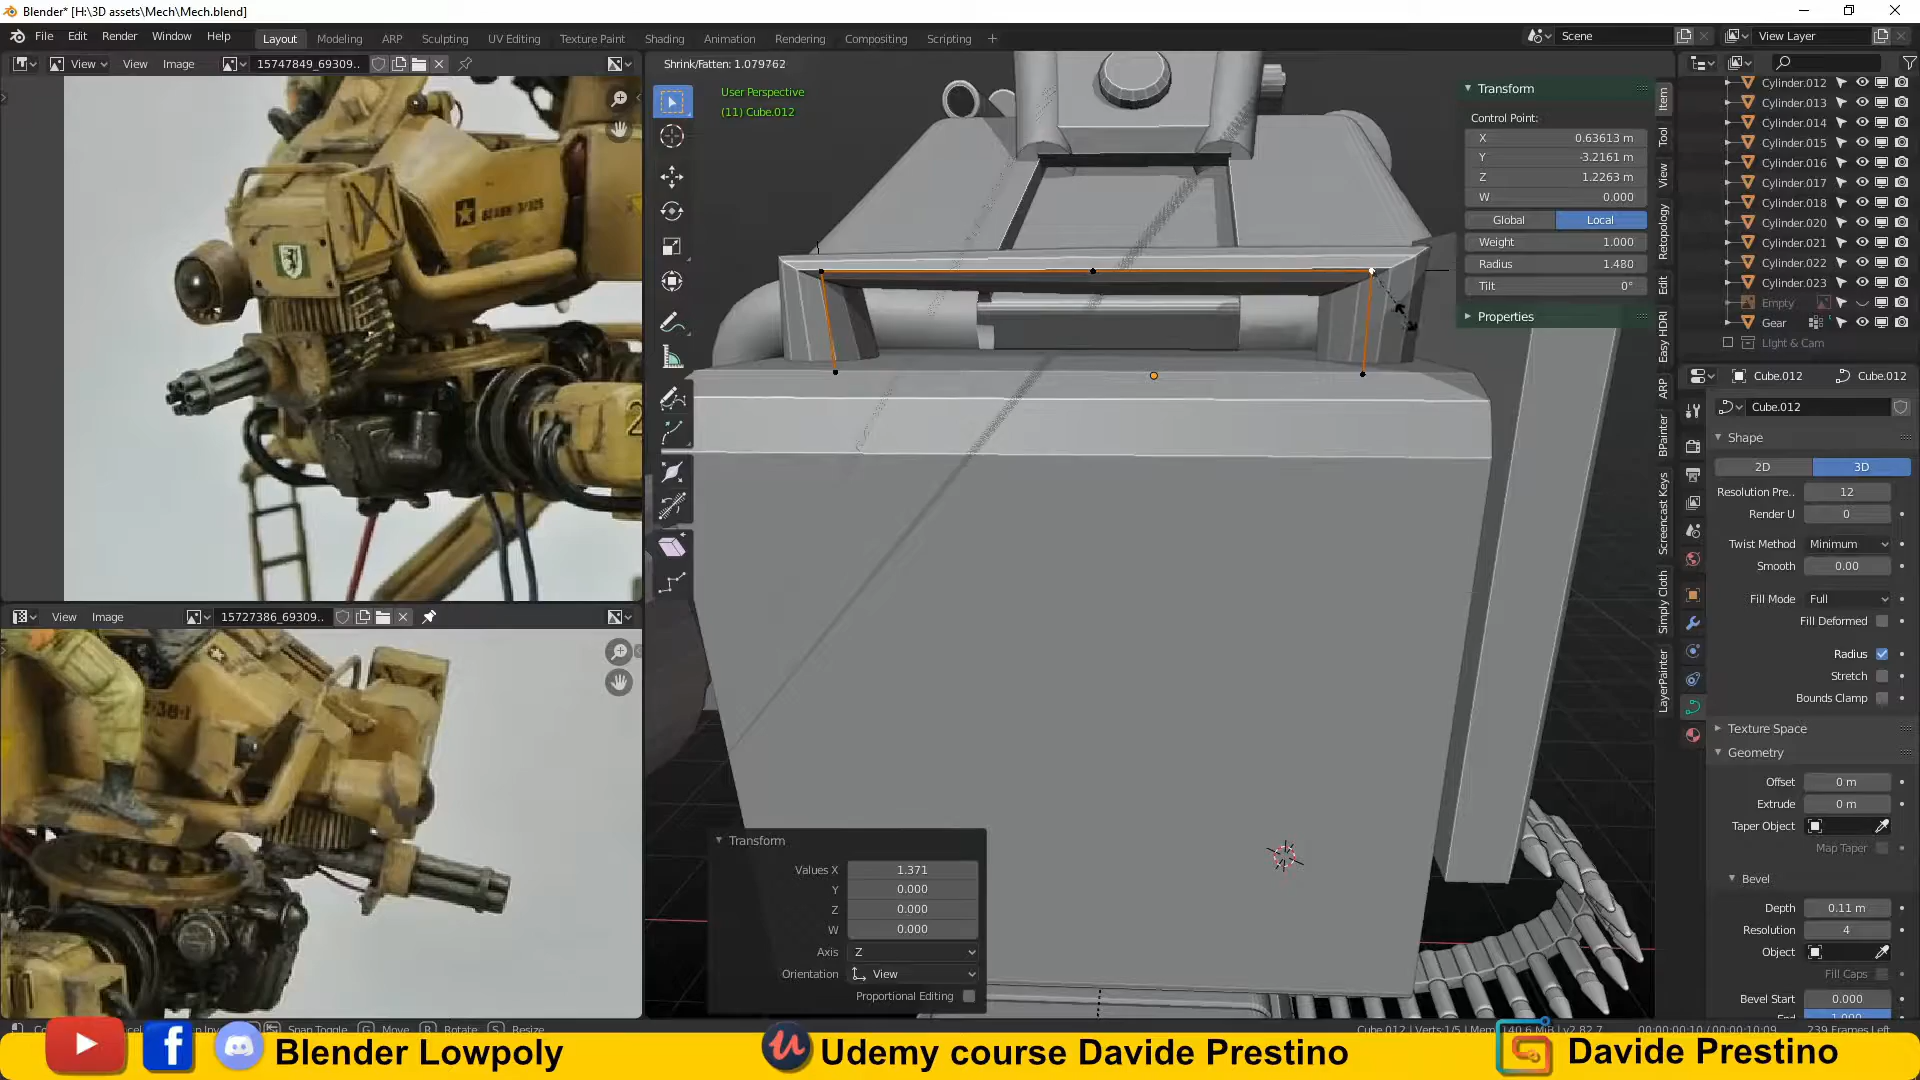 Blender* [H:\3D assets\Mech\Mech.blend]
File Edit Render Window Help Layout Modeling ARP Sculpting UV Editing Texture Paint Shading Animation Rendering Compositing Scripting Scene View Layer
View View Image 15747849_69309..
Shrink/Fatten: 1.079762
User Perspective
(11) Cube.012
Transform
Control Point:
X 0.63613 m
Y -3.2161 m
Z 1.2263 m
W 0.000
Global Local
Weight 1.000
Radius 1.480
Tilt 0°
Properties
Item
Tool
View
Retopology
Edit
Easy HDRI
ARP
BPainter
Screencast Keys
Simply Cloth
LayerPainter
Cylinder.012
Cylinder.013
Cylinder.014
Cylinder.015
Cylinder.016
Cylinder.017
Cylinder.018
Cylinder.020
Cylinder.021
Cylinder.022
Cylinder.023
Empty
Gear
Light & Cam
Cube.012 Cube.012
Cube.012
Shape
2D 3D
Resolution Pre.. 12
Render U 0
Twist Method Minimum
Smooth 0.00
Fill Mode Full
Fill Deformed
Radius
Stretch
Bounds Clamp
Texture Space
Geometry
Offset 0 m
Extrude 0 m
Taper Object
Map Taper
Bevel
Depth 0.11 m
Resolution 4
Object
Fill Caps
Bevel Start 0.000
View Image 15727386_69309..
Transform
Values X 1.371
Y 0.000
Z 0.000
W 0.000
Axis Z
Orientation View
Proportional Editing
Snap Toggle G Move R Rotate S Resize
Blender Lowpoly Udemy course Davide Prestino Davide Prestino